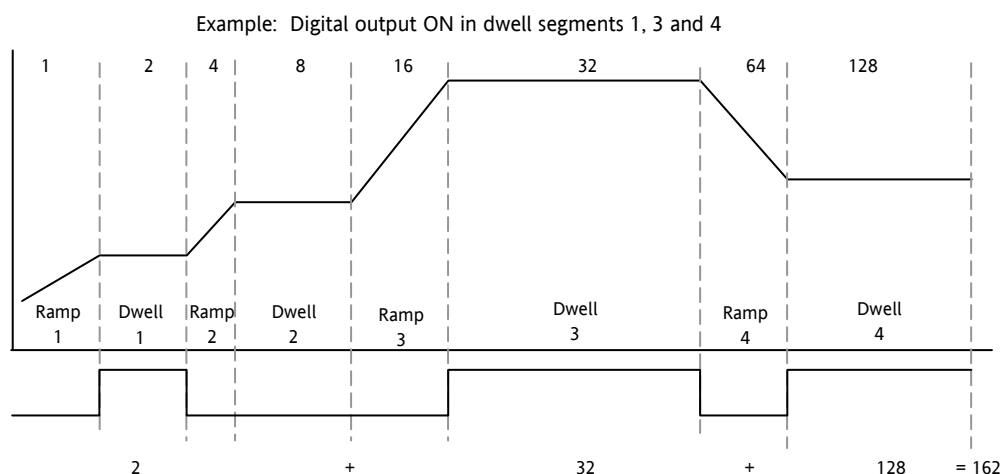 Example: Digital output ON in dwell segments 1, 3 and 4
1 2 4 8 16 32 64 128
Ramp 1
Dwell 1
Ramp 2
Dwell 2
Ramp 3
Dwell 3
Ramp 4
Dwell 4
2 + 32 + 128 = 162